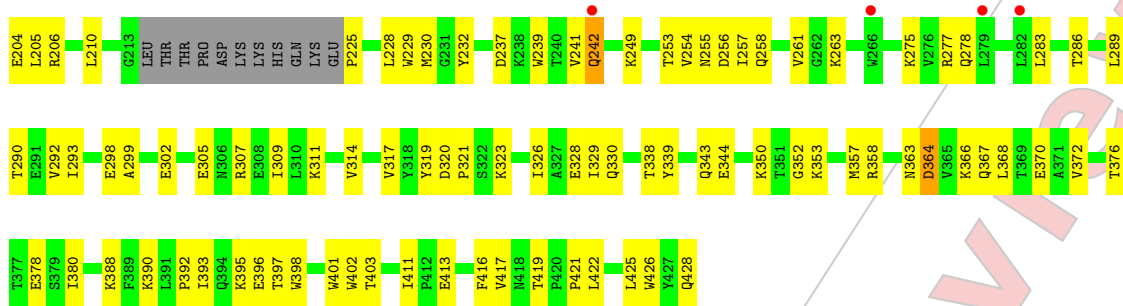 E204 L205 R206 L210 G213 LEU THR THR PRO ASP LYS LYS HIS GLN LYS GLU P225 L228 W229 M230 G231 Y232 D237 K238 W239 T240 V241 Q242 K249 T253 V254 N255 D256 I257 Q258 V261 G262 K263 W266 K275 V276 R277 Q278 L279 L282 L283 T286 L289
T290 E291 V292 I293 E298 A299 E302 E305 N306 R307 E308 I309 L310 K311 V314 V317 Y318 Y319 D320 P321 S322 K323 I326 A327 E328 I329 Q330 T338 Y339 Q343 E344 K350 T351 G352 K353 M357 R358 N363 D364 V365 K366 Q367 L368 T369 E370 A371 V372 T376
T377 E378 S379 I380 K388 F389 K390 L391 P392 I393 Q394 K395 E396 T397 W398 W401 W402 T403 I411 P412 E413 F416 V417 N418 T419 P420 P421 L422 L425 W426 Y427 Q428